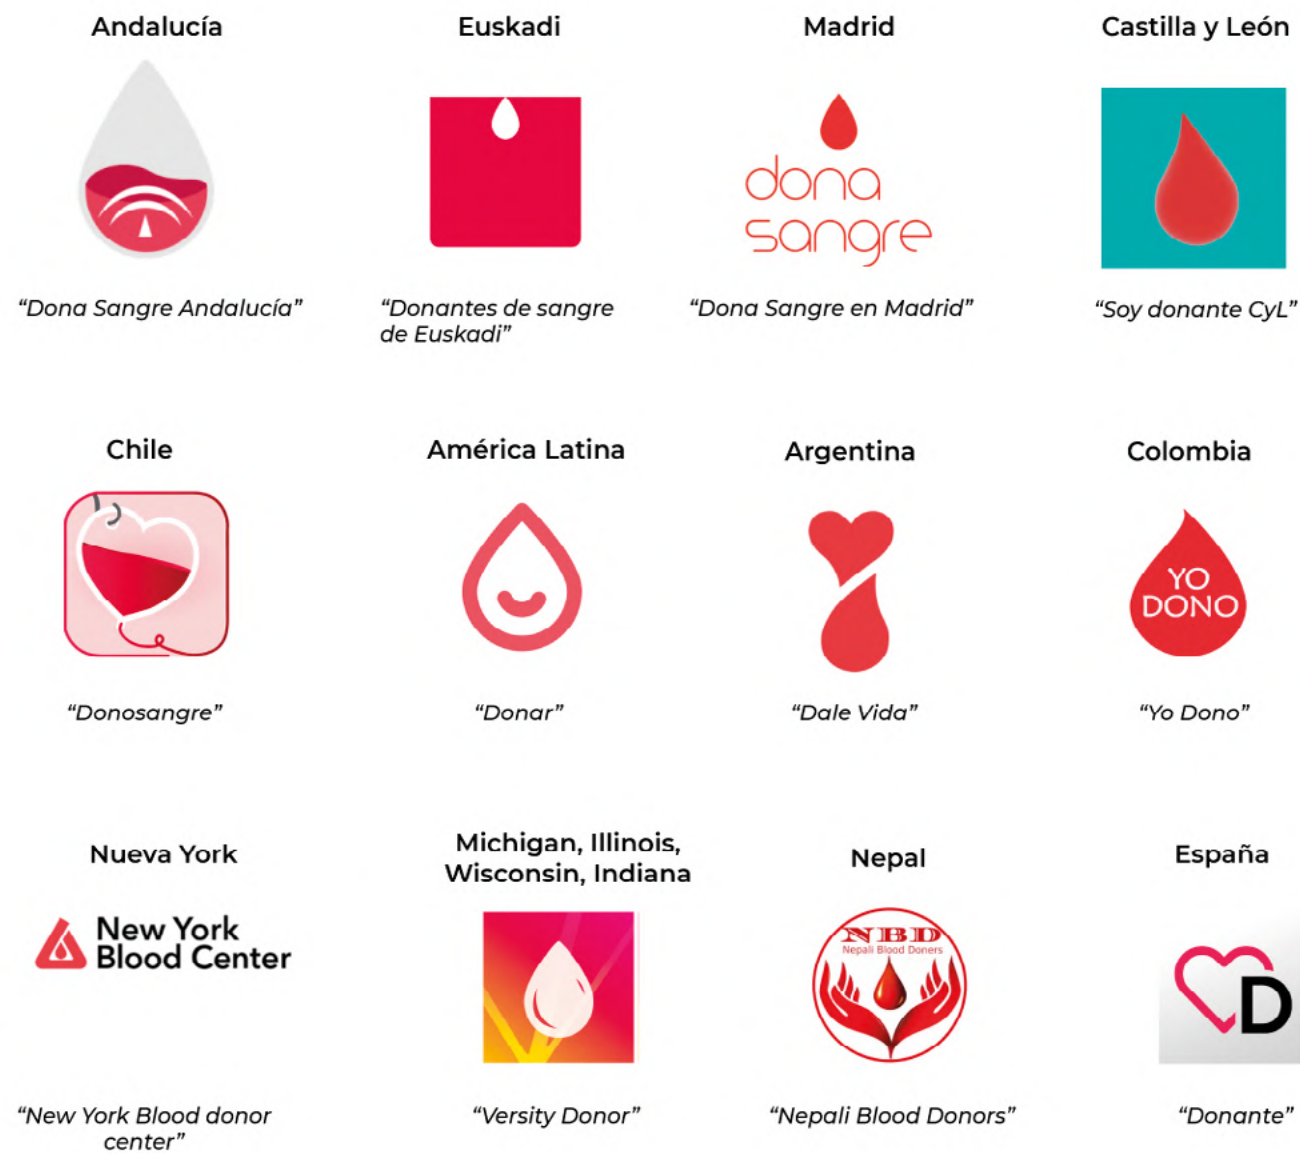 Andalucía
Euskadi
Madrid
Castilla y León
dona
sangre
“Dona Sangre Andalucía”
“Donantes de sangre
de Euskadi”
“Dona Sangre en Madrid”
“Soy donante CyL”
Chile
América Latina
Argentina
Colombia
YO
DONO
“Donosangre”
“Donar”
“Dale Vida”
“Yo Dono”
Nueva York
Michigan, Illinois,
Wisconsin, Indiana
Nepal
España
New York
Blood Center
NBD
Nepali Blood Doners
D
“New York Blood donor
center”
“Versity Donor”
“Nepali Blood Donors”
“Donante”